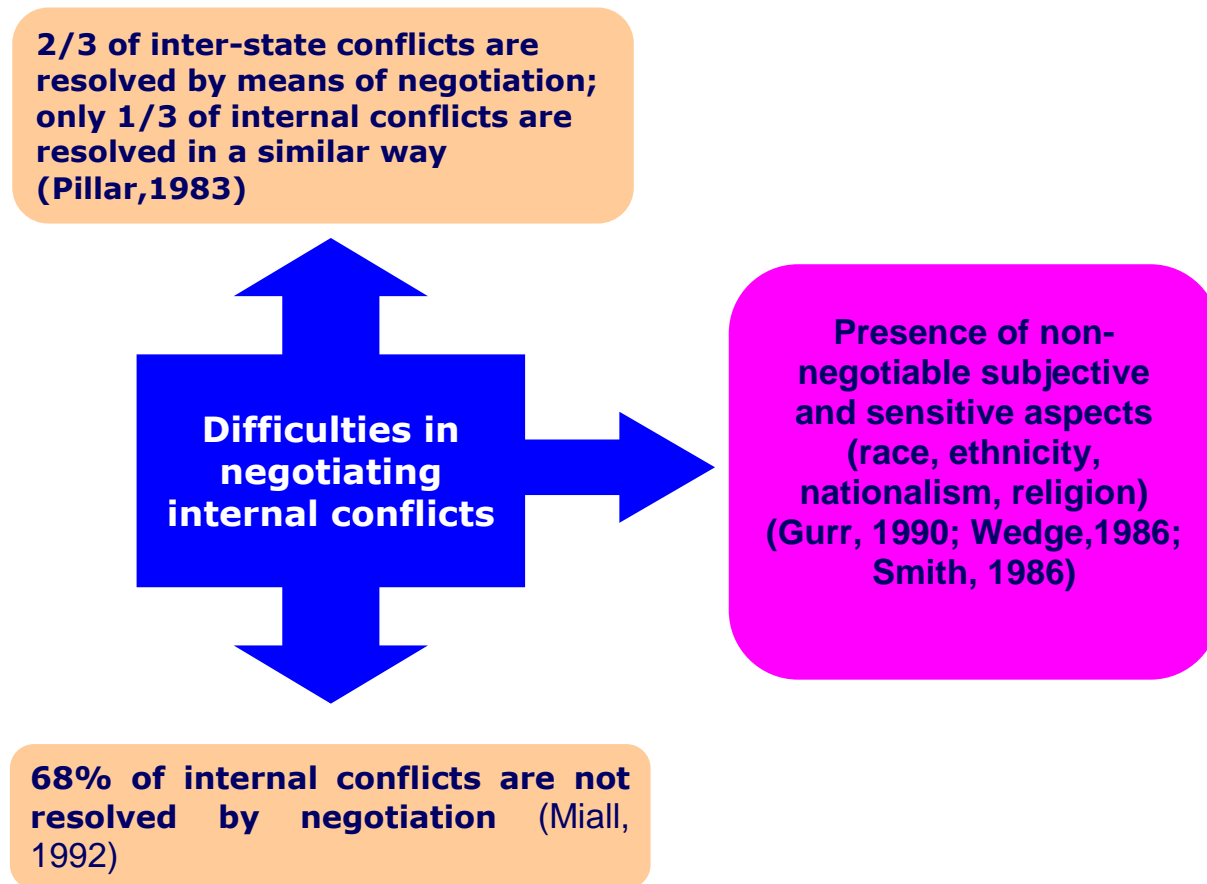 2/3 of inter-state conflicts are
resolved by means of negotiation;
only 1/3 of internal conflicts are
resolved in a similar way
(Pillar,1983)
Difficulties in
negotiating
internal conflicts
Presence of non-
negotiable subjective
and sensitive aspects
(race, ethnicity,
nationalism, religion)
(Gurr, 1990; Wedge,1986;
Smith, 1986)
68% of internal conflicts are not
resolved by negotiation (Miall,
1992)